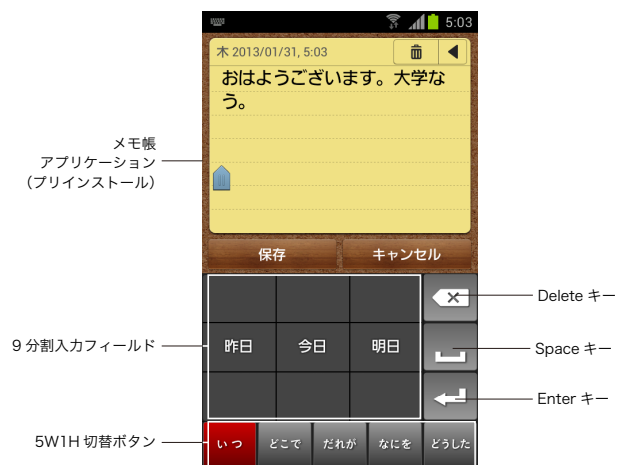 5:03
木 2013/01/31, 5:03
おはようございます。大学な
う。
メモ帳
アプリケーション
（プリインストール）
保存
キャンセル
Delete キー
9 分割入力フィールド
昨日
今日
明日
Space キー
Enter キー
5W1H 切替ボタン
いつ
どこで
だれが
なにを
どうした